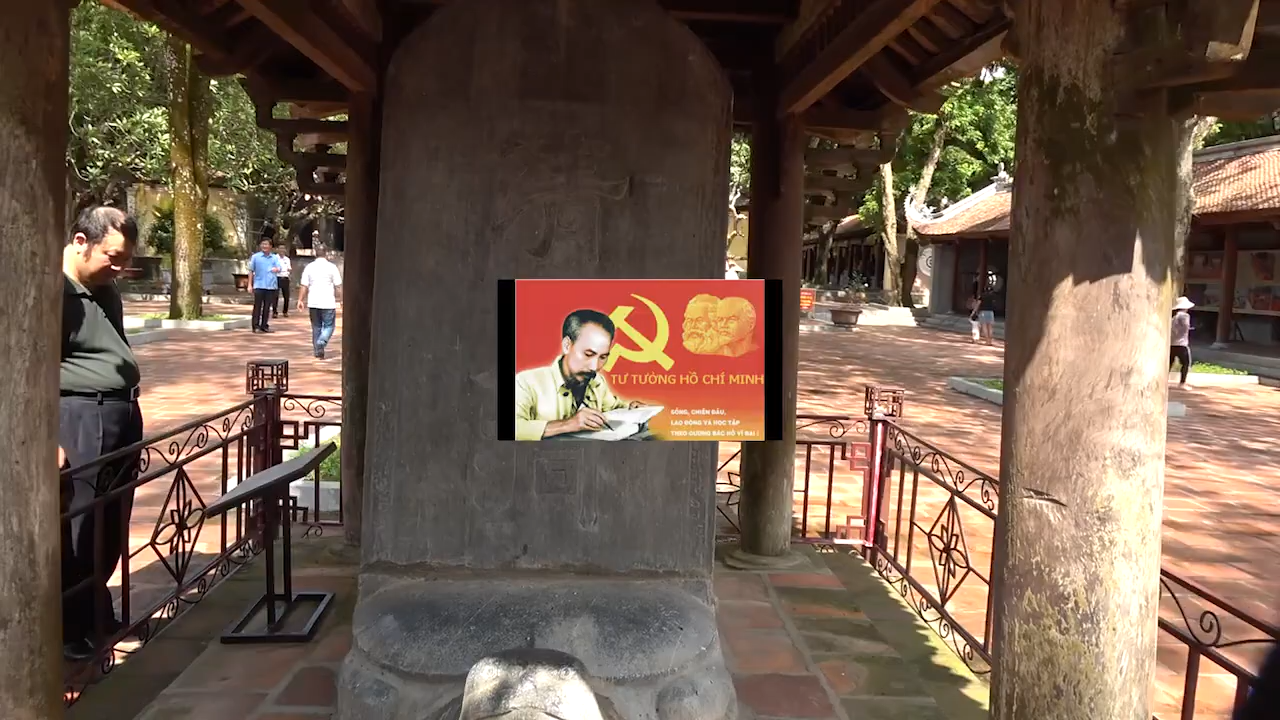 TƯ TƯỞNG HỒ CHÍ MINH
SỐNG, CHIẾN ĐẤU,
LAO ĐỘNG VÀ HỌC TẬP
THEO GƯƠNG BÁC HỒ VĨ ĐẠI !